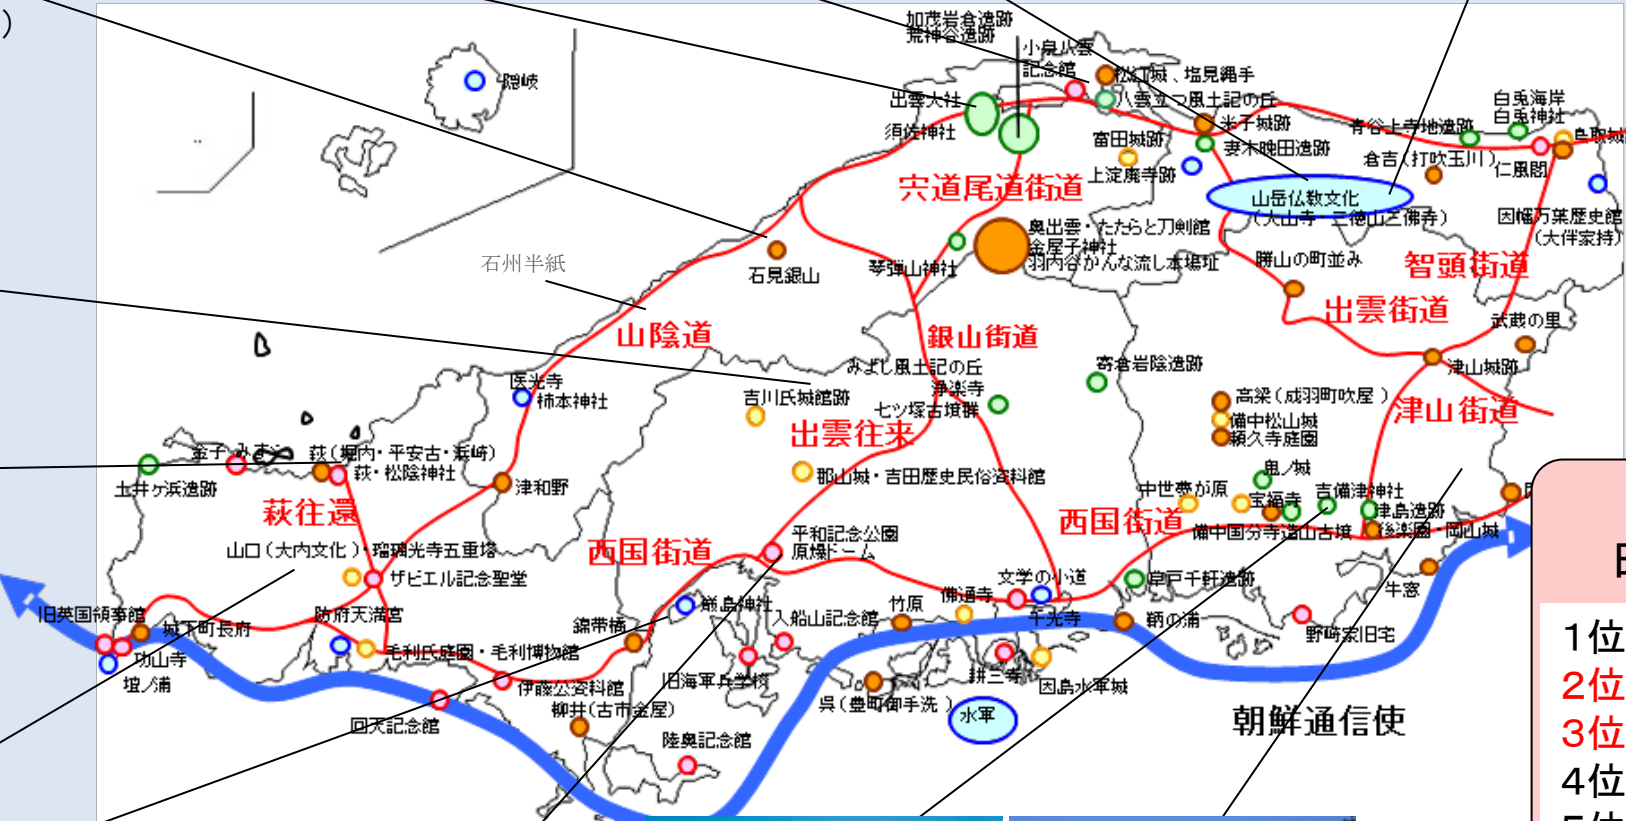 )
加茂岩倉遺跡
荒神谷遺跡
小泉八雲
記念館
松江城、塩見縄手
隠岐
出雲大社
八雲立つ風土記の丘
白兎海岸
白兎神社
須佐神社
米子城跡
青谷上寺地遺跡
鳥取城
富田城跡
妻木晩田遺跡
倉吉(打吹玉川)
仁風閣
上淀廃寺跡
宍道尾道街道
山岳仏教文化
(大山寺・三徳山三佛寺)
因幡万葉歴史館
(大伴家持)
奥出雲・たたらと刀剣館
金屋子神社
羽内谷かんな流し本場址
琴弾山神社
石州半紙
石見銀山
勝山の町並み
智頭街道
出雲街道
山陰道
銀山街道
武蔵の里
みよし風土記の丘
浄楽寺
七ツ塚古墳群
寄倉岩陰遺跡
津山城跡
医光寺
柿本神社
吉川氏城館跡
高梁(成羽町吹屋)
備中松山城
頼久寺庭園
津山街道
出雲往来
金子みすゞ
萩(堀内・平安古・浜崎)
萩・松陰神社
土井ヶ浜遺跡
津和野
郡山城・吉田歴史民俗資料館
鬼ノ城
中世夢が原
宝福寺
吉備津神社
津島遺跡
萩往還
西国街道
西国街道
備中国分寺造山古墳
後楽園・岡山城
平和記念公園
原爆ドーム
山口(大内文化)・瑠璃光寺五重塔
ザビエル記念聖堂
文学の小道
草戸千軒遺跡
牛窓
旧英国領事館
城下町長府
防府天満宮
厳島神社
入船山記念館
竹原
佛通寺
千光寺
鞆の浦
野崎家旧宅
功山寺
壇ノ浦
毛利氏庭園・毛利博物館
錦帯橋
旧海軍兵学校
耕三寺
因島水軍城
伊藤公資料館
柳井(古市金屋)
呉(豊町御手洗)
水軍
朝鮮通信使
回天記念館
陸奥記念館
1位
2位
3位
4位